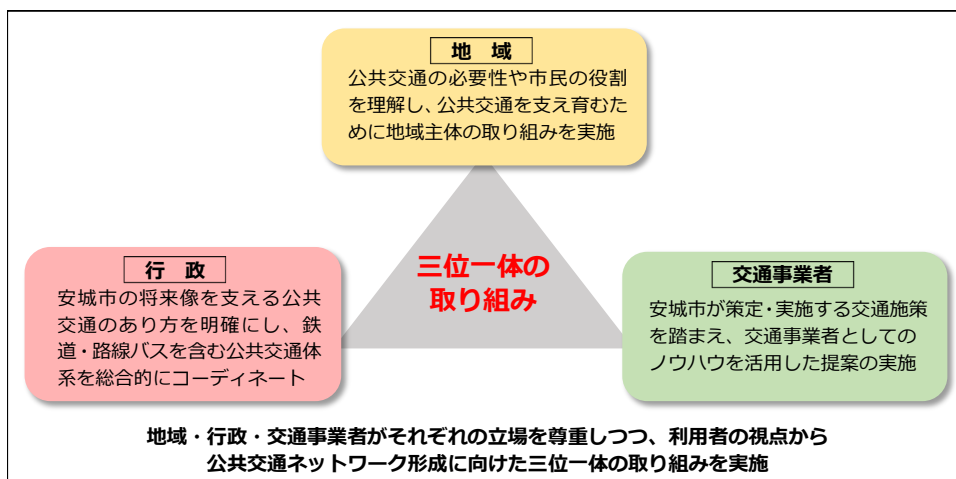 地 域
公共交通の必要性や市民の役割
を理解し、公共交通を支え育むた
めに地域主体の取り組みを実施
三位一体の
取り組み
行 政
安城市の将来像を支える公共
交通のあり方を明確にし、鉄
道・路線バスを含む公共交通体
系を総合的にコーディネート
交通事業者
安城市が策定・実施する交通施策
を踏まえ、交通事業者としての
ノウハウを活用した提案の実施
地域・行政・交通事業者がそれぞれの立場を尊重しつつ、利用者の視点から
公共交通ネットワーク形成に向けた三位一体の取り組みを実施